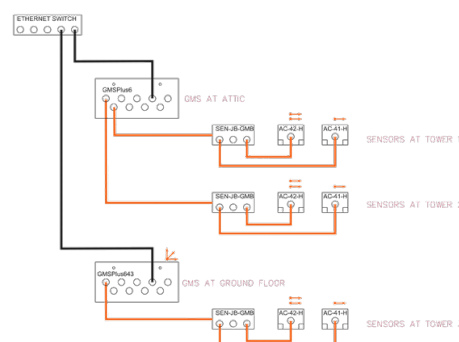 ETHERNET SWITCH
GMSPlus6
GMS AT ATTIC
SEN-JB-GMB AC-42-H AC-41-H
SENSORS AT TOWER
SEN-JB-GMB AC-42-H AC-41-H
SENSORS AT TOWER
GMSPlus643
GMS AT GROUND FLOOR
SEN-JB-GMB AC-42-H AC-41-H
SENSORS AT TOWER